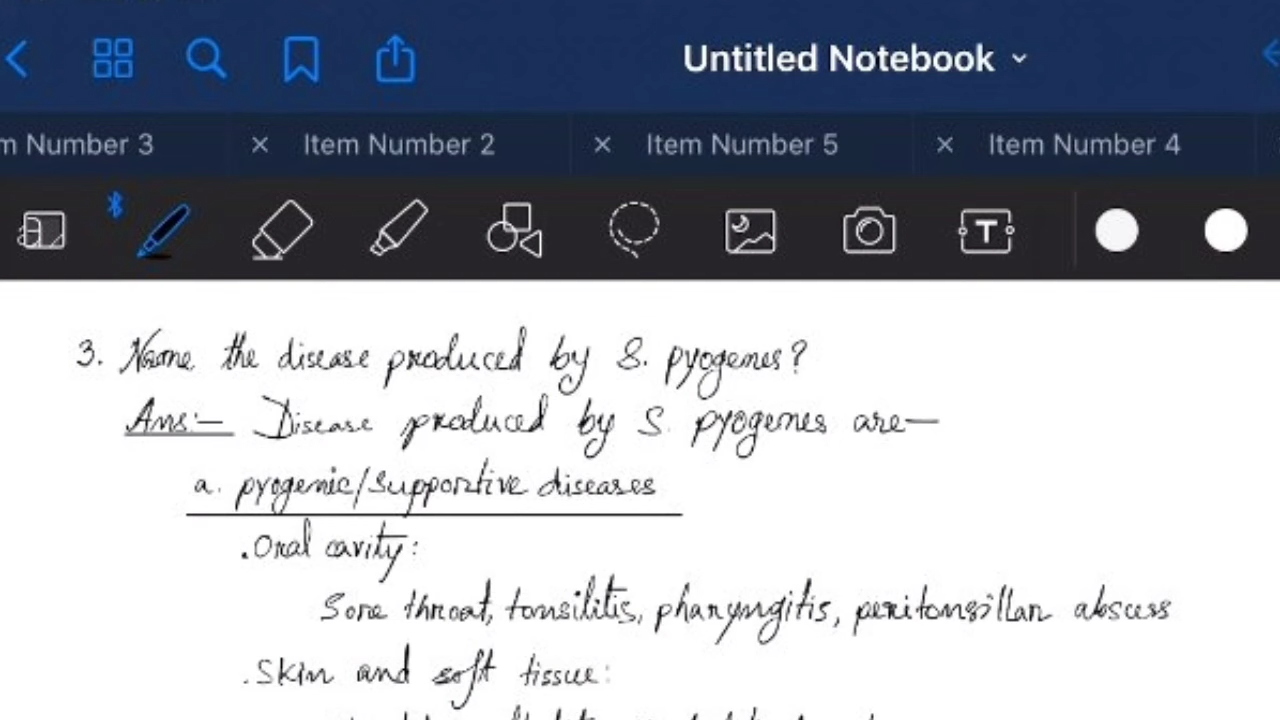 Untitled Notebook
m Number 3 × Item Number 2 × Item Number 5 × Item Number 4
T
3. Name the disease produced by S. pyogenes?
Ans:— Disease produced by S. pyogenes are—
a. pyogenic/supportive diseases
.Oral cavity:
Sore throat, tonsilitis, pharyngitis, peritonsillar abscess
.Skin and soft tissue: